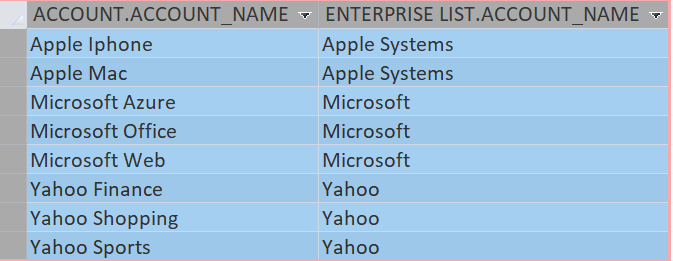 ACCOUNT.ACCOUNT_NAME ENTERPRISE LIST.ACCOUNT_NAME
Apple Iphone Apple Systems
Apple Mac Apple Systems
Microsoft Azure Microsoft
Microsoft Office Microsoft
Microsoft Web Microsoft
Yahoo Finance Yahoo
Yahoo Shopping Yahoo
Yahoo Sports Yahoo